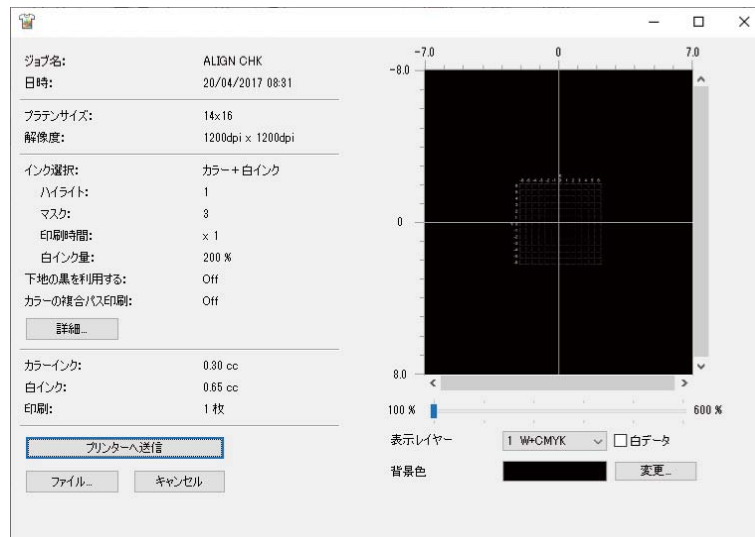 ジョブ名: ALIGN CHK
日時: 20/04/2017 08:31
プラテンサイズ: 14×16
解像度: 1200dpi × 1200dpi
インク選択: カラー+白インク
ハイライト: 1
マスク: 3
印刷時間: × 1
白インク量: 200 %
下地の黒を利用する: Off
カラーの複合パス印刷: Off
詳細...
カラーインク: 0.30 cc
白インク: 0.65 cc
印刷: 1 枚
プリンターへ送信
ファイル... キャンセル
-7.0 0 7.0
-8.0
0
8.0
100 % 600 %
表示レイヤー 1 W+CMYK 白データ
背景色 変更...